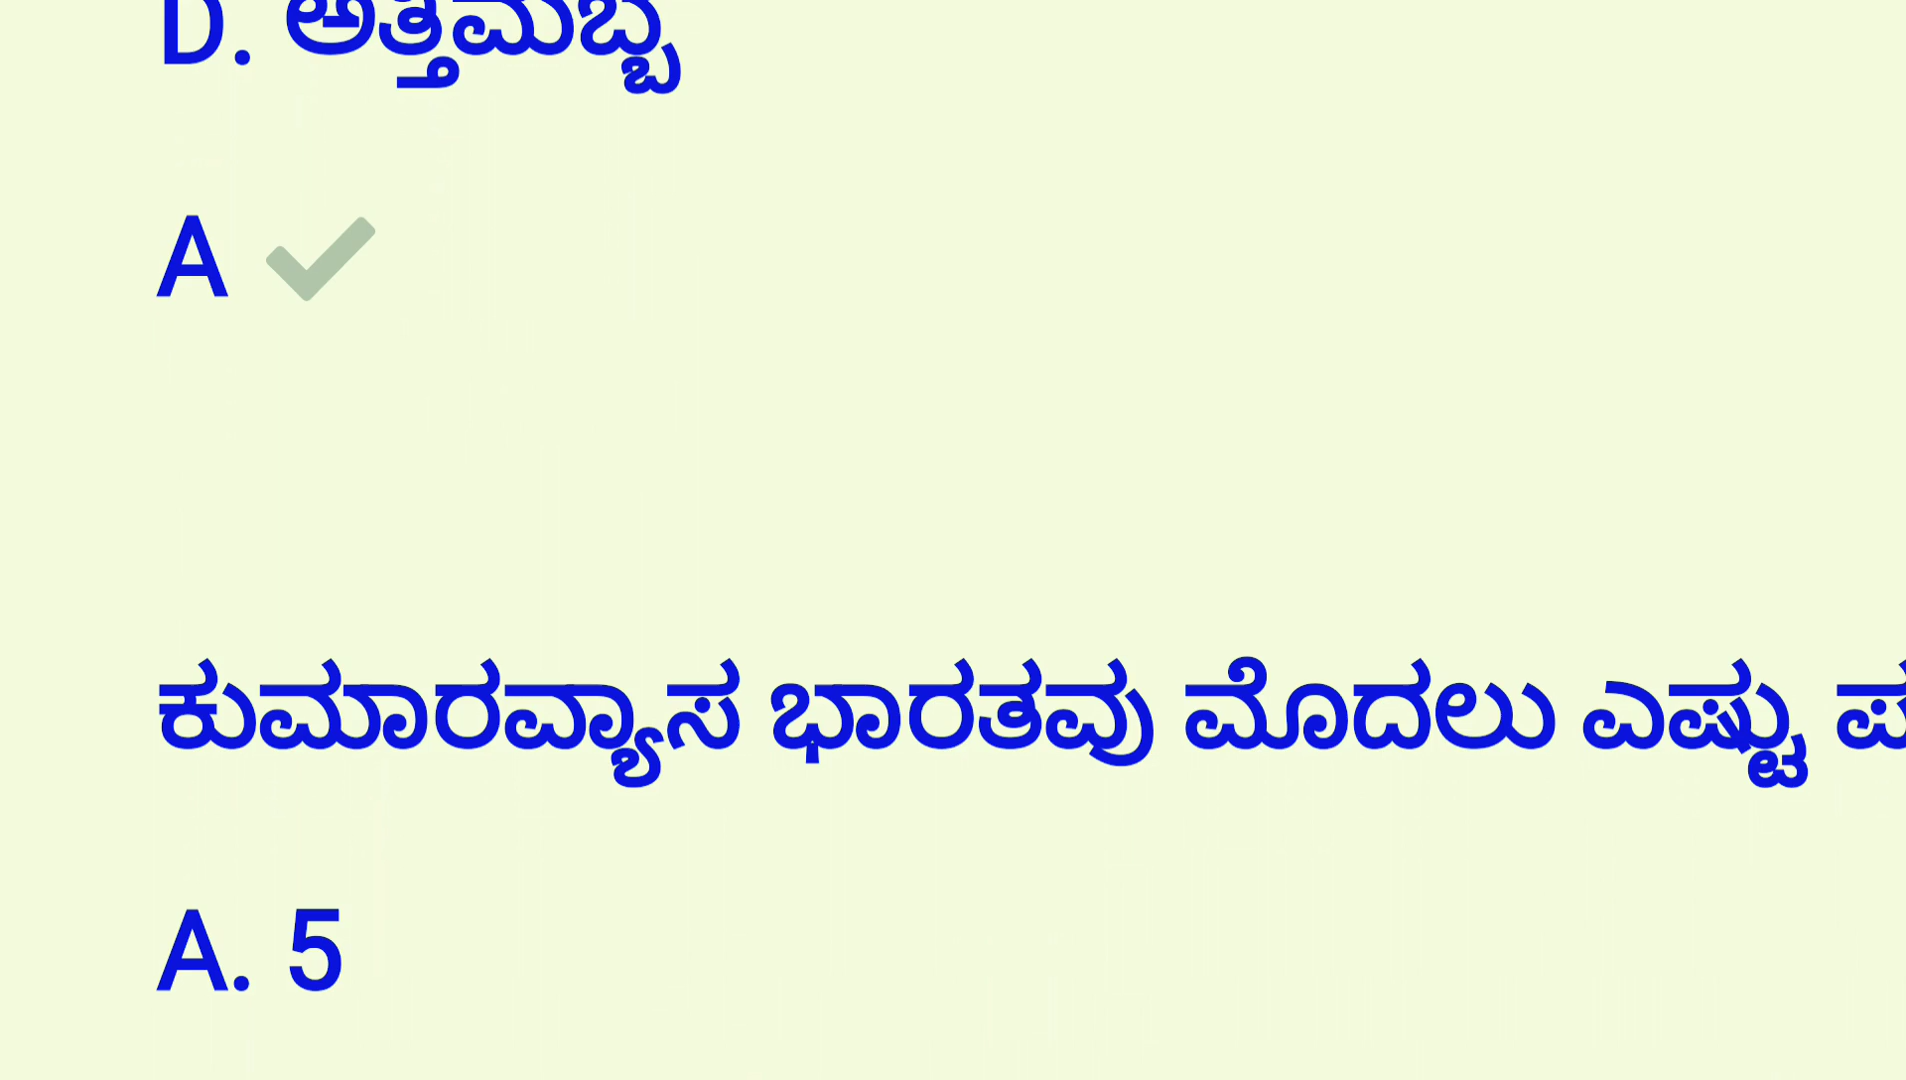 D. ಅತ್ತಿಮಬ್ಬೆ
A
ಕುಮಾರವ್ಯಾಸ ಭಾರತವು ಮೊದಲು ಎಷ್ಟು
A. 5